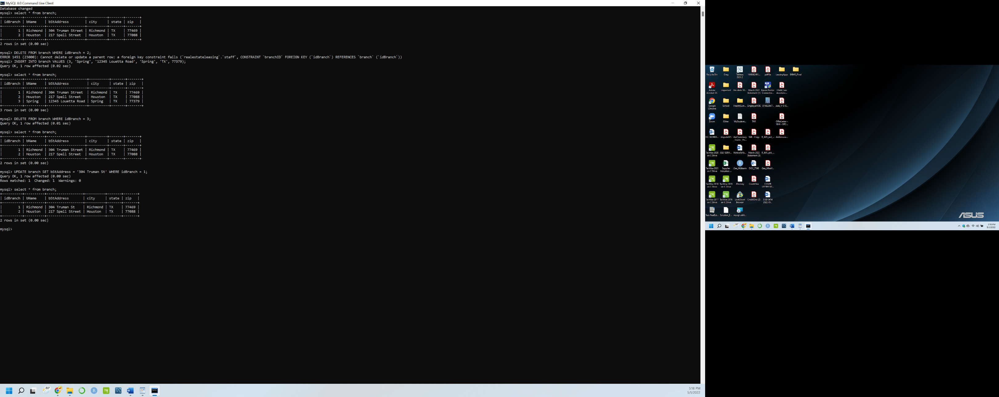 MySQL 8.0 Command Line Client
Database changed
mysql> select * from branch;
+----------+----------+-------------------+----------+-------+-------+
| idBranch | bName    | bStAddress        | city     | state | zip   |
+----------+----------+-------------------+----------+-------+-------+
|        1 | Richmond | 304 Truman Street | Richmond | TX    | 77469 |
|        2 | Houston  | 217 Spell Street  | Houston  | TX    | 77088 |
+----------+----------+-------------------+----------+-------+-------+
2 rows in set (0.00 sec)
mysql> DELETE FROM branch WHERE idBranch = 2;
ERROR 1451 (23000): Cannot delete or update a parent row: a foreign key constraint fails (`realestateleasing`.`staff`, CONSTRAINT `branchID` FOREIGN KEY (`idBranch`) REFERENCES `branch` (`idBranch`))
mysql> INSERT INTO branch VALUES (3, 'Spring', '12345 Louetta Road', 'Spring', 'TX', 77379);
Query OK, 1 row affected (0.02 sec)
mysql> select * from branch;
+----------+----------+--------------------+----------+-------+-------+
| idBranch | bName    | bStAddress         | city     | state | zip   |
+----------+----------+--------------------+----------+-------+-------+
|        1 | Richmond | 304 Truman Street  | Richmond | TX    | 77469 |
|        2 | Houston  | 217 Spell Street   | Houston  | TX    | 77088 |
|        3 | Spring   | 12345 Louetta Road | Spring   | TX    | 77379 |
+----------+----------+--------------------+----------+-------+-------+
3 rows in set (0.00 sec)
mysql> DELETE FROM branch WHERE idBranch = 3;
Query OK, 1 row affected (0.01 sec)
mysql> select * from branch;
+----------+----------+-------------------+----------+-------+-------+
| idBranch | bName    | bStAddress        | city     | state | zip   |
+----------+----------+-------------------+----------+-------+-------+
|        1 | Richmond | 304 Truman Street | Richmond | TX    | 77469 |
|        2 | Houston  | 217 Spell Street  | Houston  | TX    | 77088 |
+----------+----------+-------------------+----------+-------+-------+
2 rows in set (0.00 sec)
mysql> UPDATE branch SET bStAddress = '304 Truman St' WHERE idBranch = 1;
Query OK, 1 row affected (0.00 sec)
Rows matched: 1  Changed: 1  Warnings: 0
mysql> select * from branch;
+----------+----------+------------------+----------+-------+-------+
| idBranch | bName    | bStAddress       | city     | state | zip   |
+----------+----------+------------------+----------+-------+-------+
|        1 | Richmond | 304 Truman St    | Richmond | TX    | 77469 |
|        2 | Houston  | 217 Spell Street | Houston  | TX    | 77088 |
+----------+----------+------------------+----------+-------+-------+
2 rows in set (0.00 sec)
mysql>
80°
5:18 PM
5/1/2022
Recycle Bin Greg Tableau 2021.2 pdffile LeasingApps DBMS_Final
Adobe Acrobat DC Important March 2022 Statement (1) Epson Printer Connectio... Child Care Assistanc...
Google Chrome School HealthSum... EmployerVOE -819822947... Jade_V-O-E...
Zoom Other MyStudent... TAR OfferLetter -
dispute025 Aid Summary TAR - Copy R_AVS_prd_...
TaxWise 2020 on C Drive GEE-SERVI... NoticeToVa... March 2022 Statement (3) R_AVS_prd_...
TaxWise 2021 on C Drive Supplier Adoption ... Gee_Midterm DOC_7398 Gee_AfterV...
TaxWise 2018 on C Drive TaxWise 2019 on C Drive .Rhistory CreditOne COVER LETTER SIS...
TaxWise 2017 on C Drive TaxWise 2016 on C Drive LockDown Browser CreditOne (2) SISD 0414 2022 JO...
Test-RealEst... Solution_E... mysql-utilit...
ASUS
80°
5:18 PM
5/1/2022